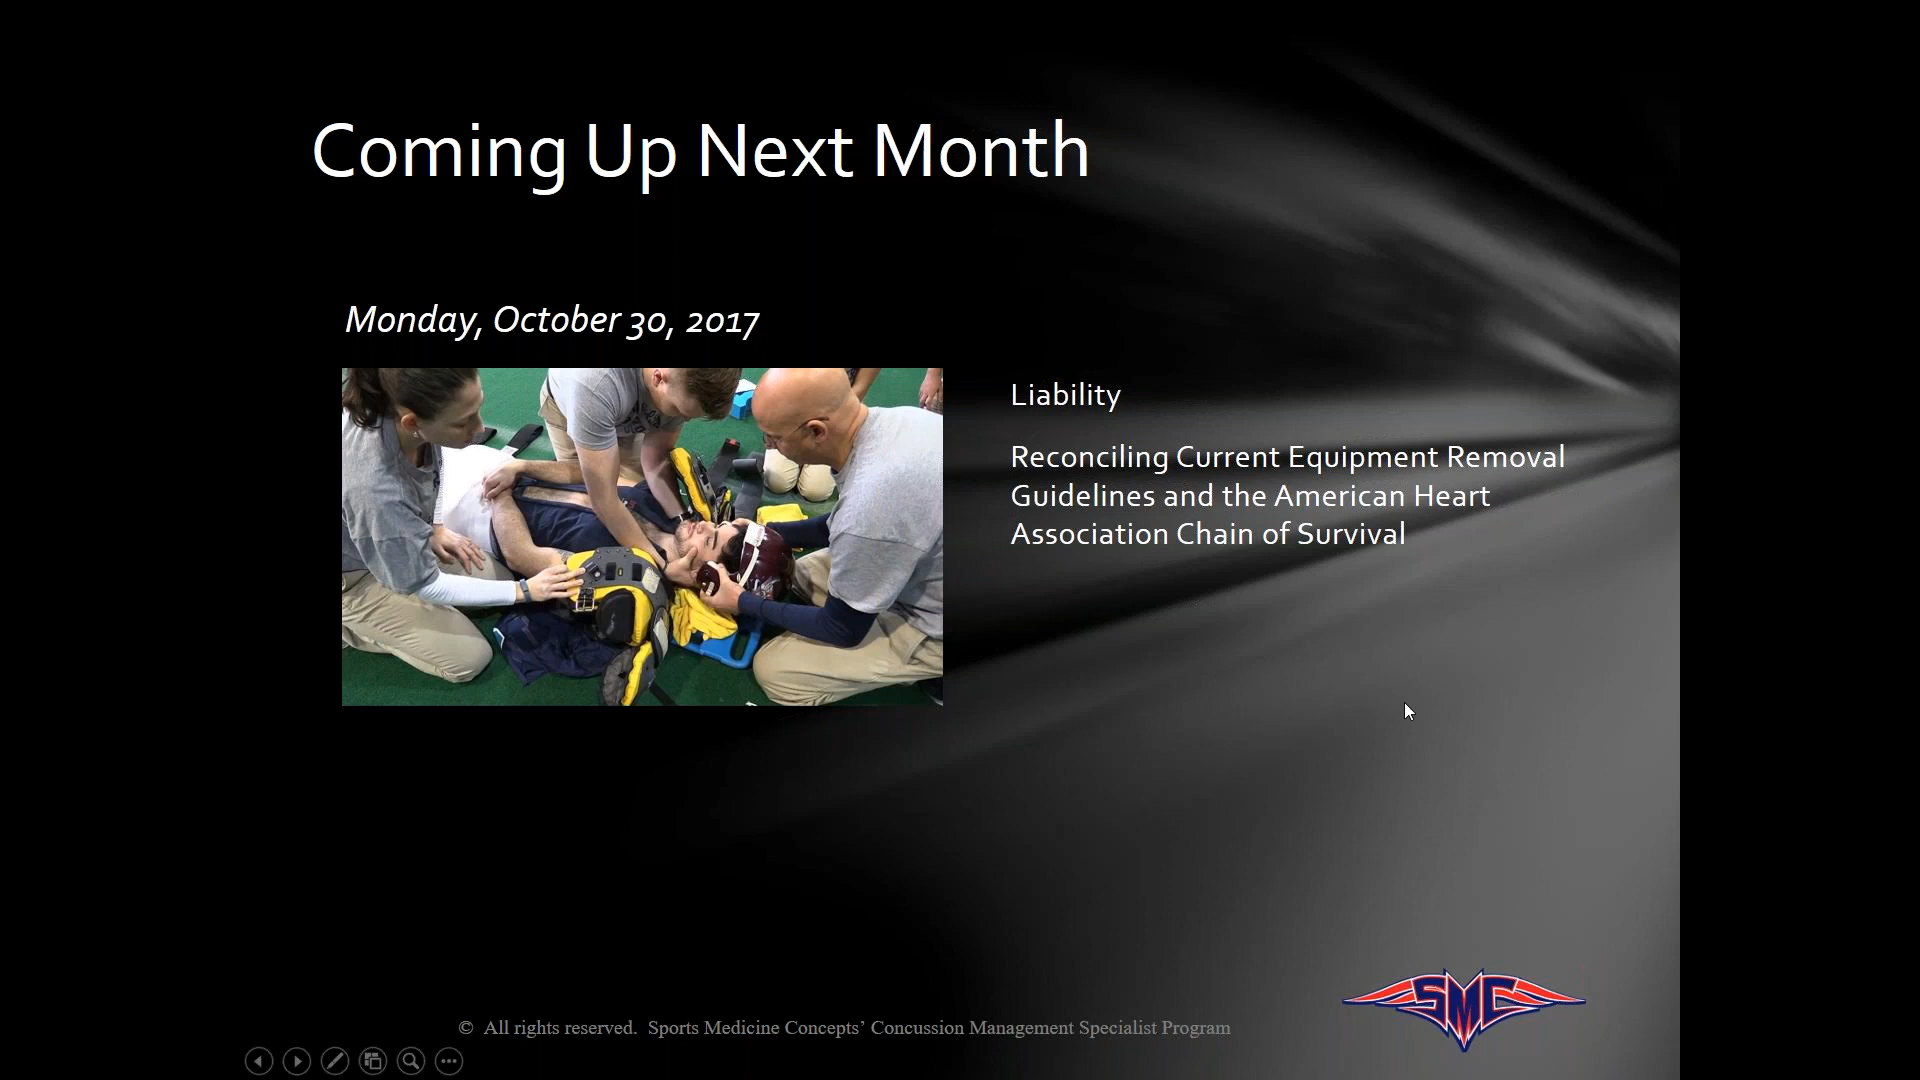 Coming Up Next Month
Monday, October 30, 2017
Liability
Reconciling Current Equipment Removal
Guidelines and the American Heart
Association Chain of Survival
SMC
© All rights reserved. Sports Medicine Concepts’ Concussion Management Specialist Program